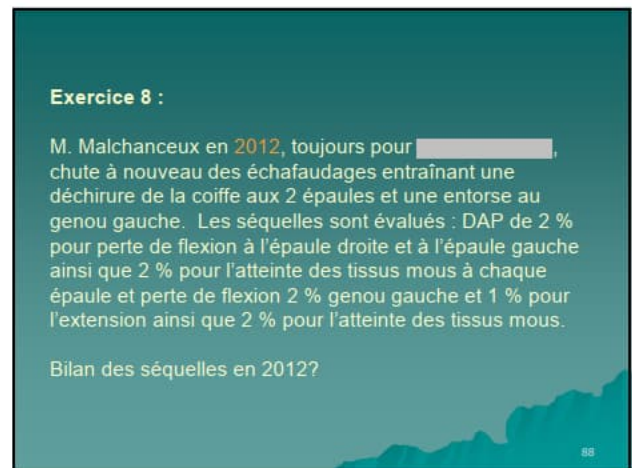 Exercice 8 :
M. Malchanceux en 2012, toujours pour ,
chute à nouveau des échafaudages entraînant une
déchirure de la coiffe aux 2 épaules et une entorse au
genou gauche. Les séquelles sont évalués : DAP de 2 %
pour perte de flexion à l'épaule droite et à l'épaule gauche
ainsi que 2 % pour l'atteinte des tissus mous à chaque
épaule et perte de flexion 2 % genou gauche et 1 % pour
l'extension ainsi que 2 % pour l'atteinte des tissus mous.
Bilan des séquelles en 2012?
88